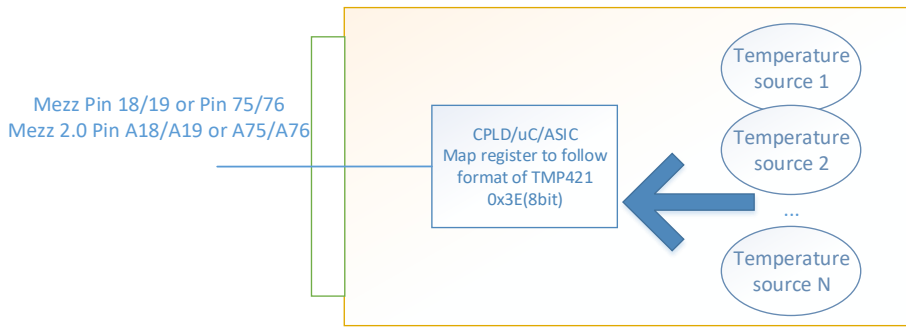 Mezz Pin 18/19 or Pin 75/76
Mezz 2.0 Pin A18/A19 or A75/A76
CPLD/uC/ASIC
Map register to follow
format of TMP421
0x3E(8bit)
Temperature
source 1
Temperature
source 2
...
Temperature
source N